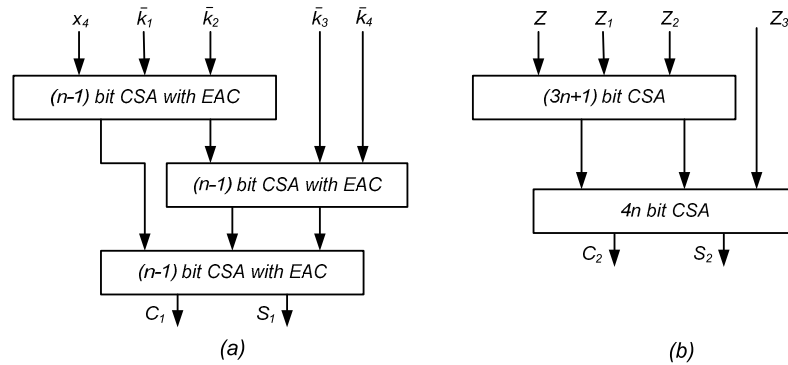 x₄ k̄₁ k̄₂ k̄₃ k̄₄
(n-1) bit CSA with EAC
(n-1) bit CSA with EAC
(n-1) bit CSA with EAC
C₁ S₁
(a)
Z Z₁ Z₂ Z₃
(3n+1) bit CSA
4n bit CSA
C₂ S₂
(b)